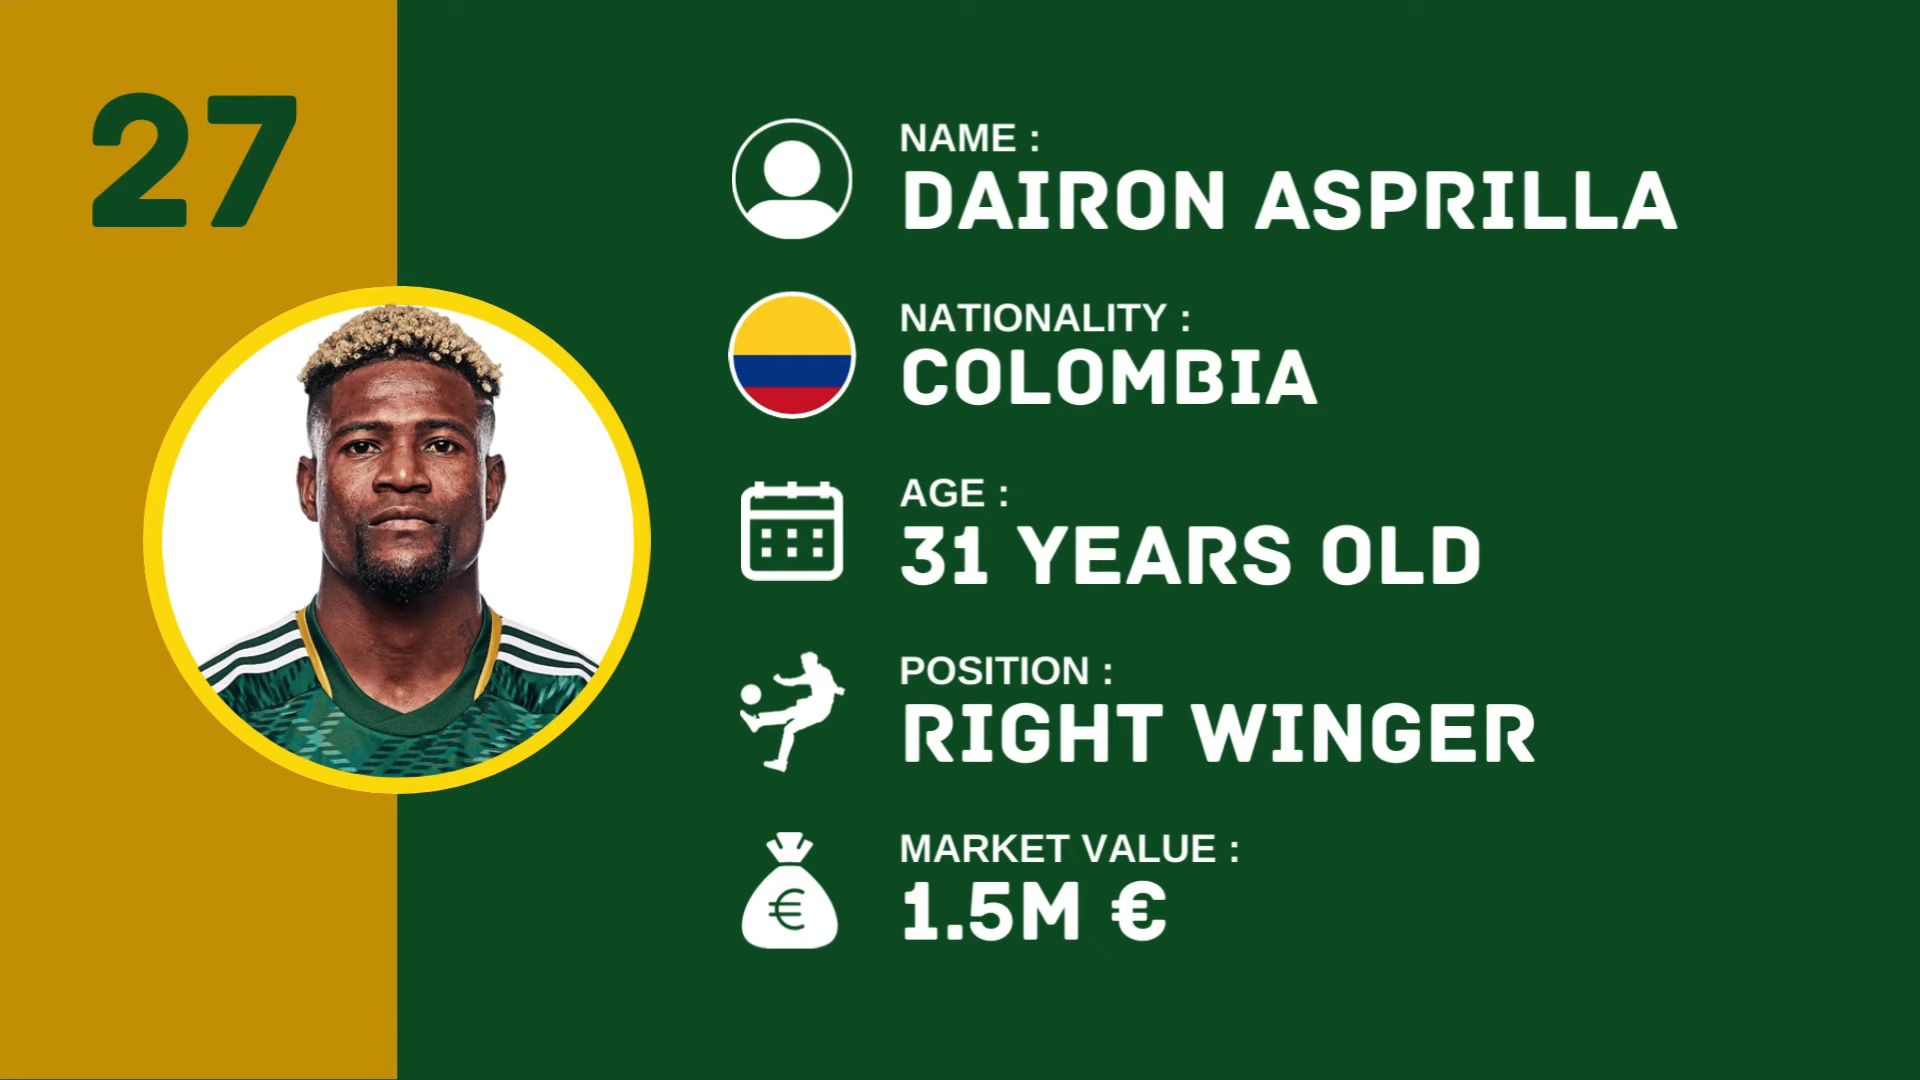 27
NAME :
DAIRON ASPRILLA
NATIONALITY :
COLOMBIA
AGE :
31 YEARS OLD
POSITION :
RIGHT WINGER
MARKET VALUE :
€
1.5M €